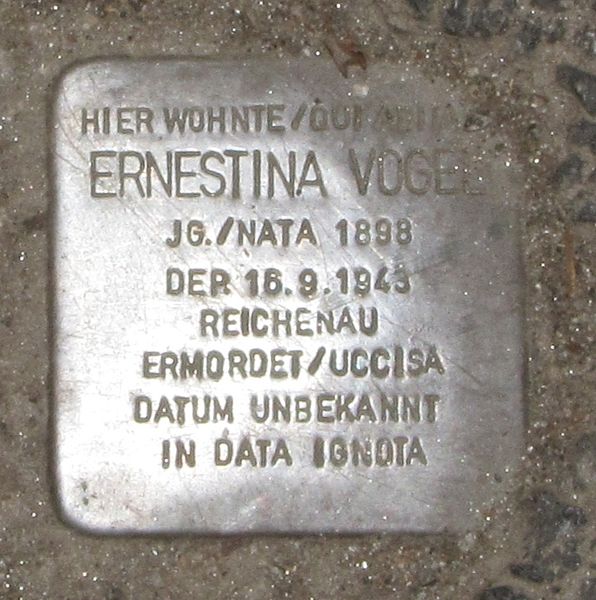 HIER WOHNTE/QUI
ERNESTINA VOGEL
JG./NATA 1898
DEP. 16.9.1943
REICHENAU
ERMORDET/UCCISA
DATUM UNBEKANNT
IN DATA IGNOTA